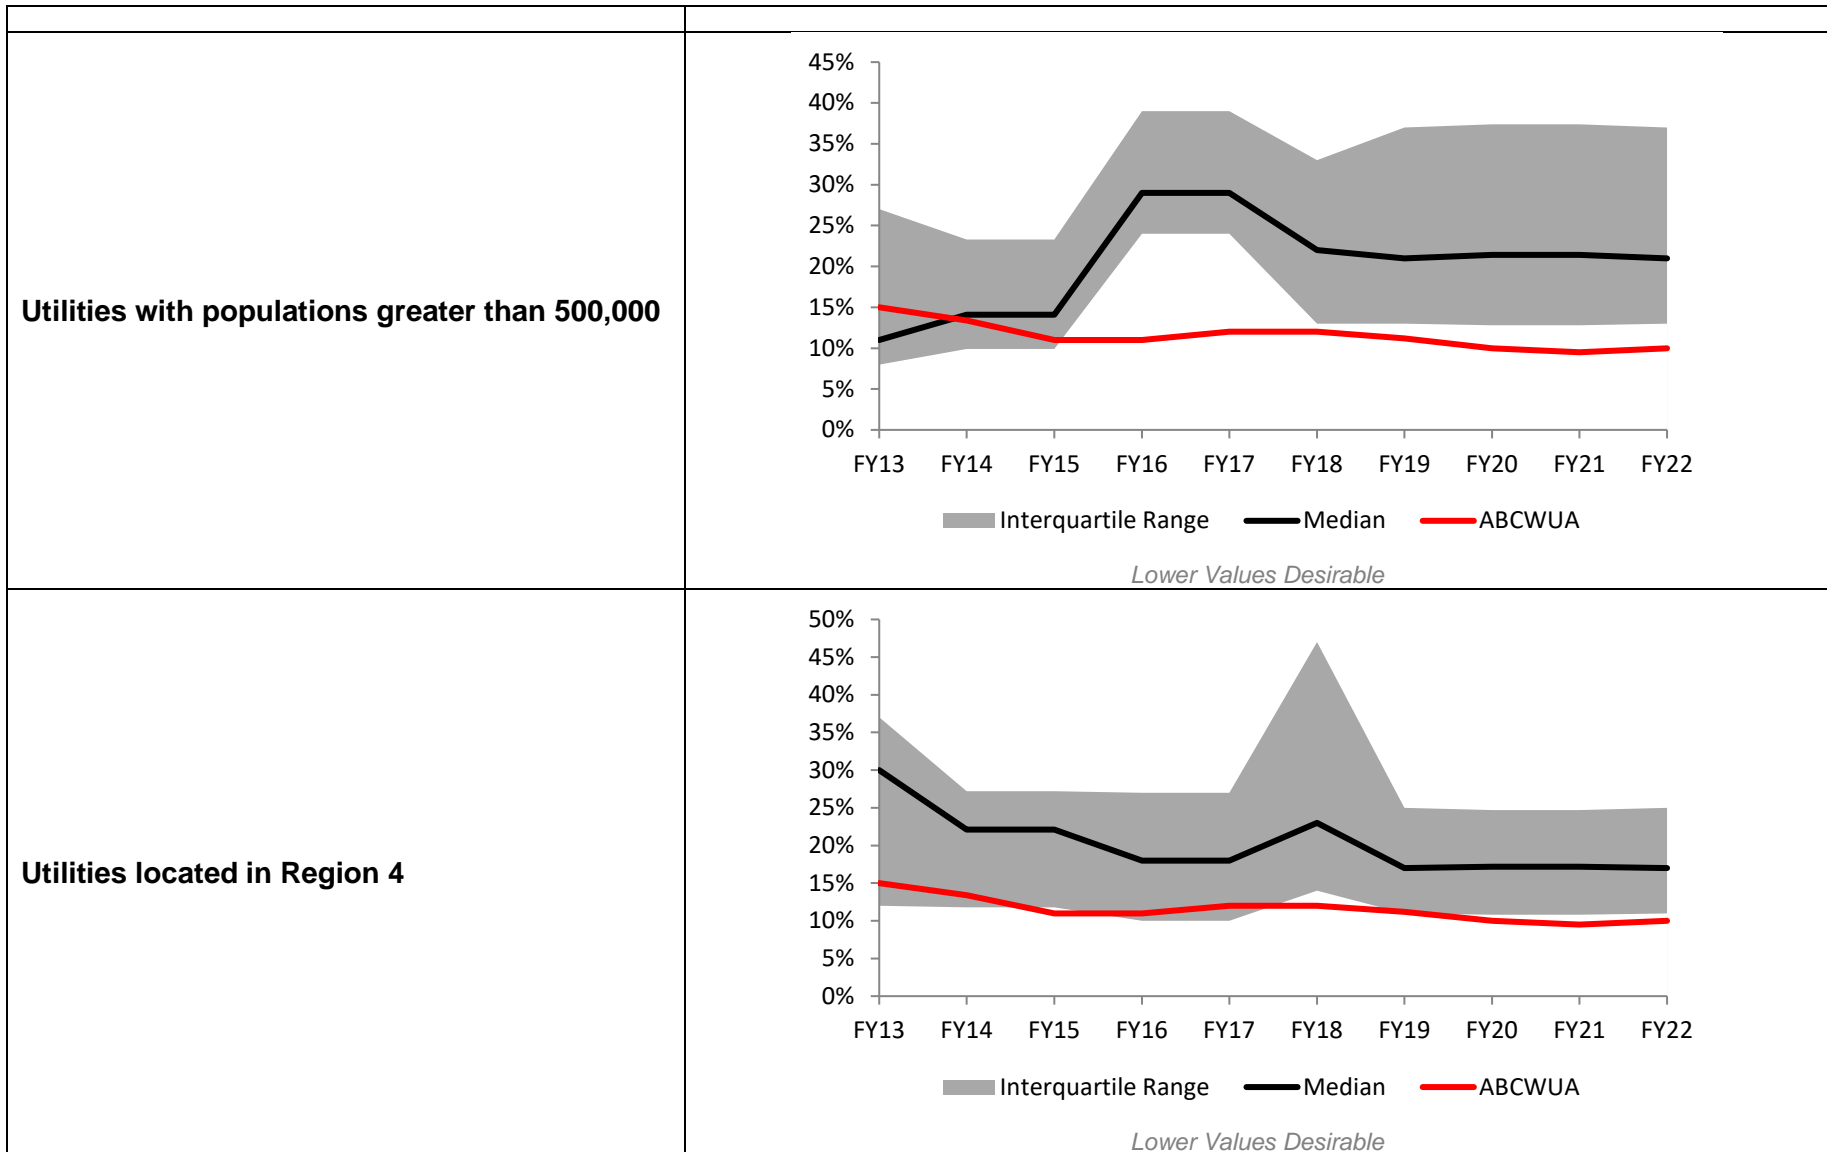 45%
40%
35%
30%
25%
20%
15%
10%
5%
0%
FY13 FY14 FY15 FY16 FY17 FY18 FY19 FY20 FY21 FY22
Interquartile Range Median ABCWUA
Lower Values Desirable
Utilities with populations greater than 500,000
50%
45%
40%
35%
30%
25%
20%
15%
10%
5%
0%
FY13 FY14 FY15 FY16 FY17 FY18 FY19 FY20 FY21 FY22
Interquartile Range Median ABCWUA
Lower Values Desirable
Utilities located in Region 4